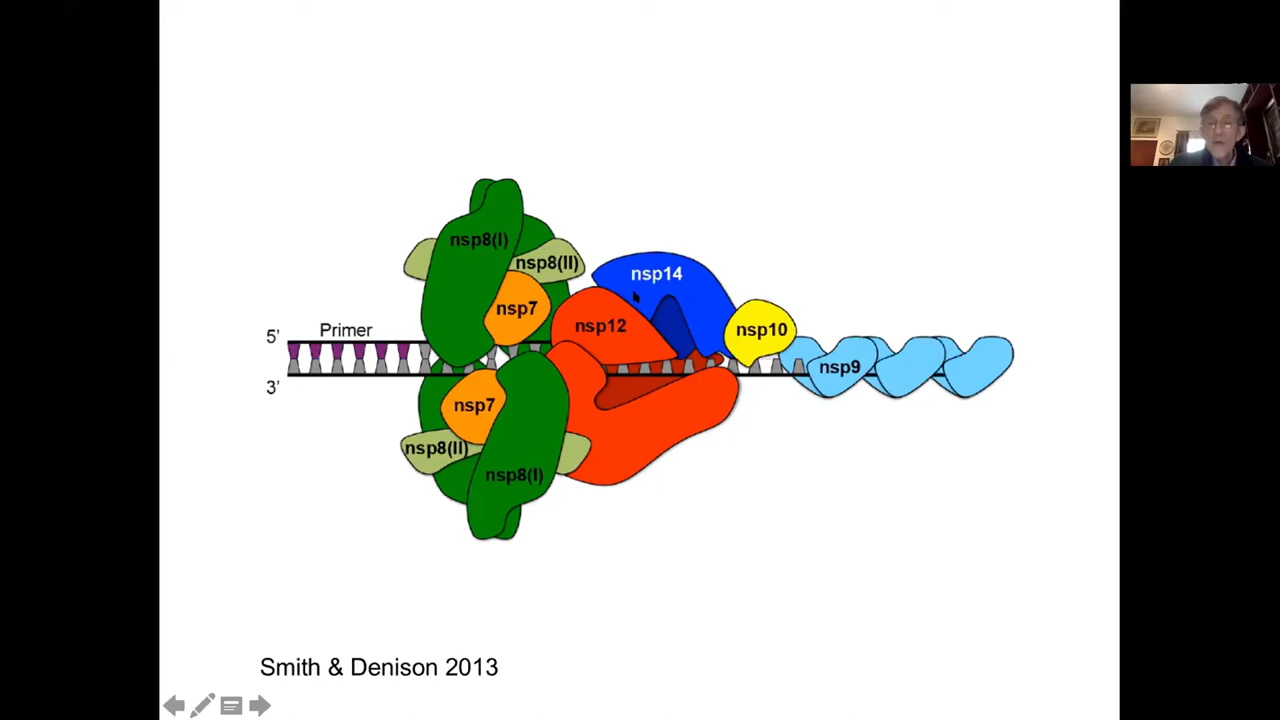 nsp8(I)
nsp8(II)
nsp14
nsp7
nsp12
nsp10
5’
Primer
nsp9
3’
nsp7
nsp8(II)
nsp8(I)
Smith & Denison 2013